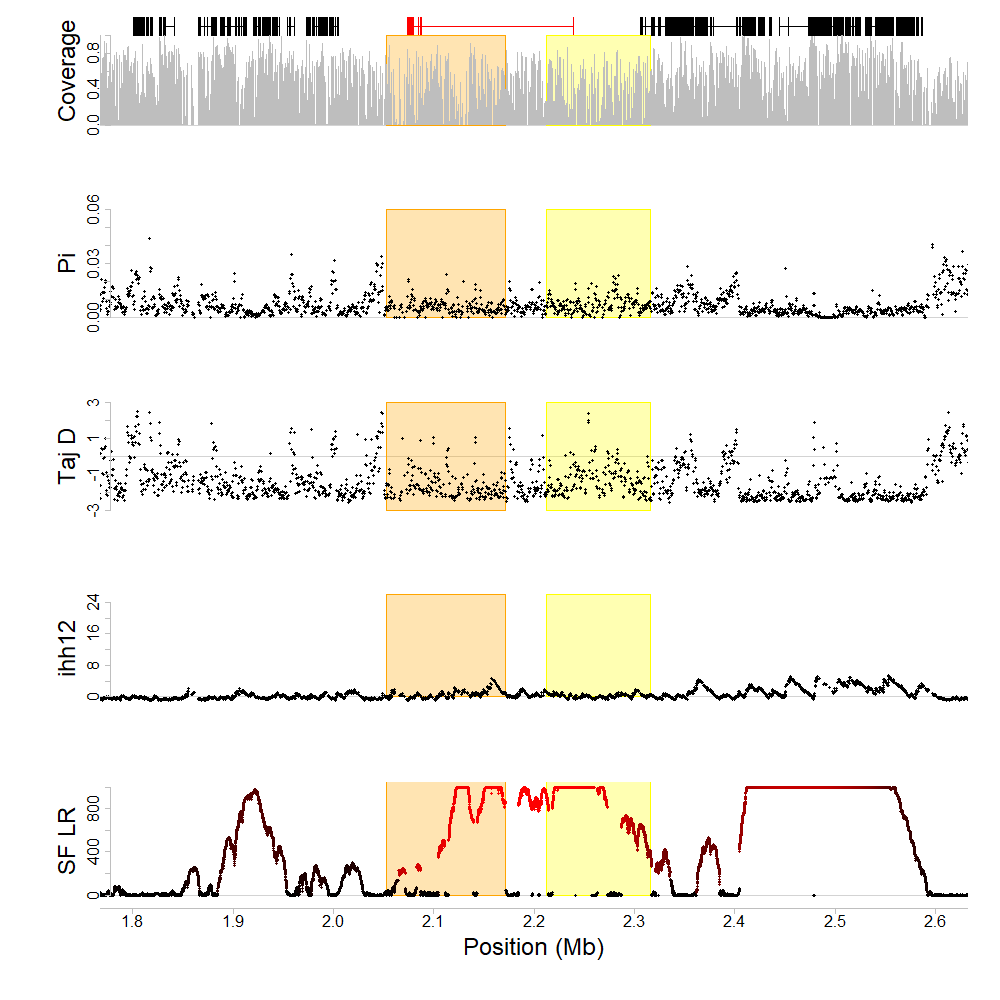 Coverage
0.0 0.4 0.8
Pi
0.00 0.03 0.06
Taj D
-3 -1 1 3
ihh12
0 8 16 24
SF LR
0 400 800
1.8 1.9 2.0 2.1 2.2 2.3 2.4 2.5 2.6
Position (Mb)